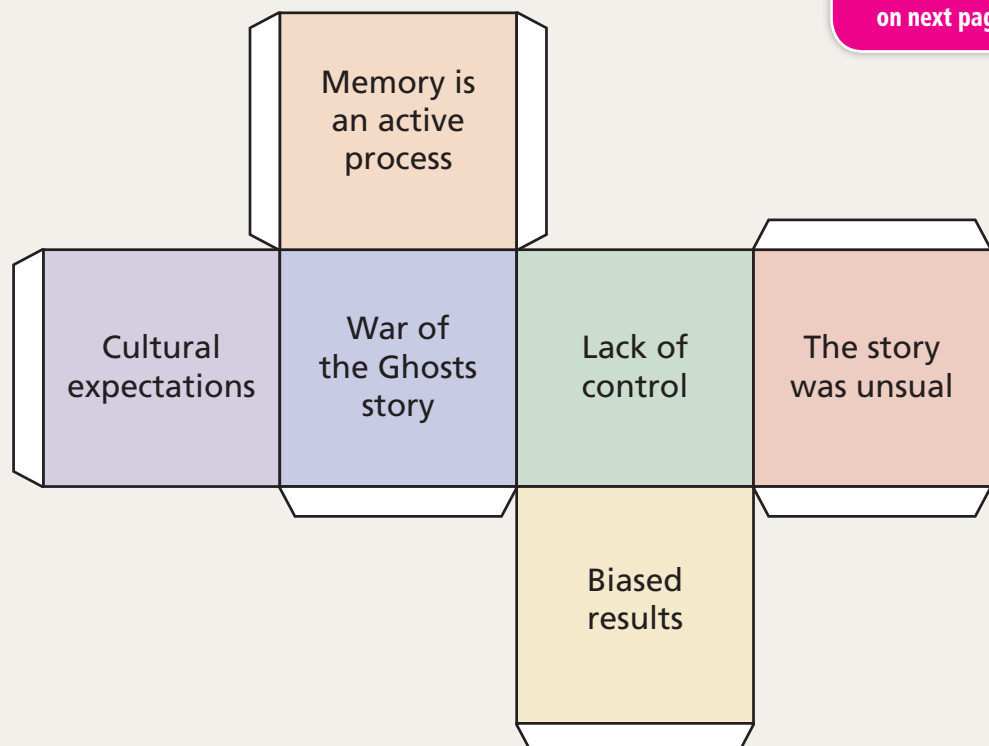 on next pag
Memory is
an active
process
Cultural
expectations
War of
the Ghosts
story
Lack of
control
The story
was unsual
Biased
results